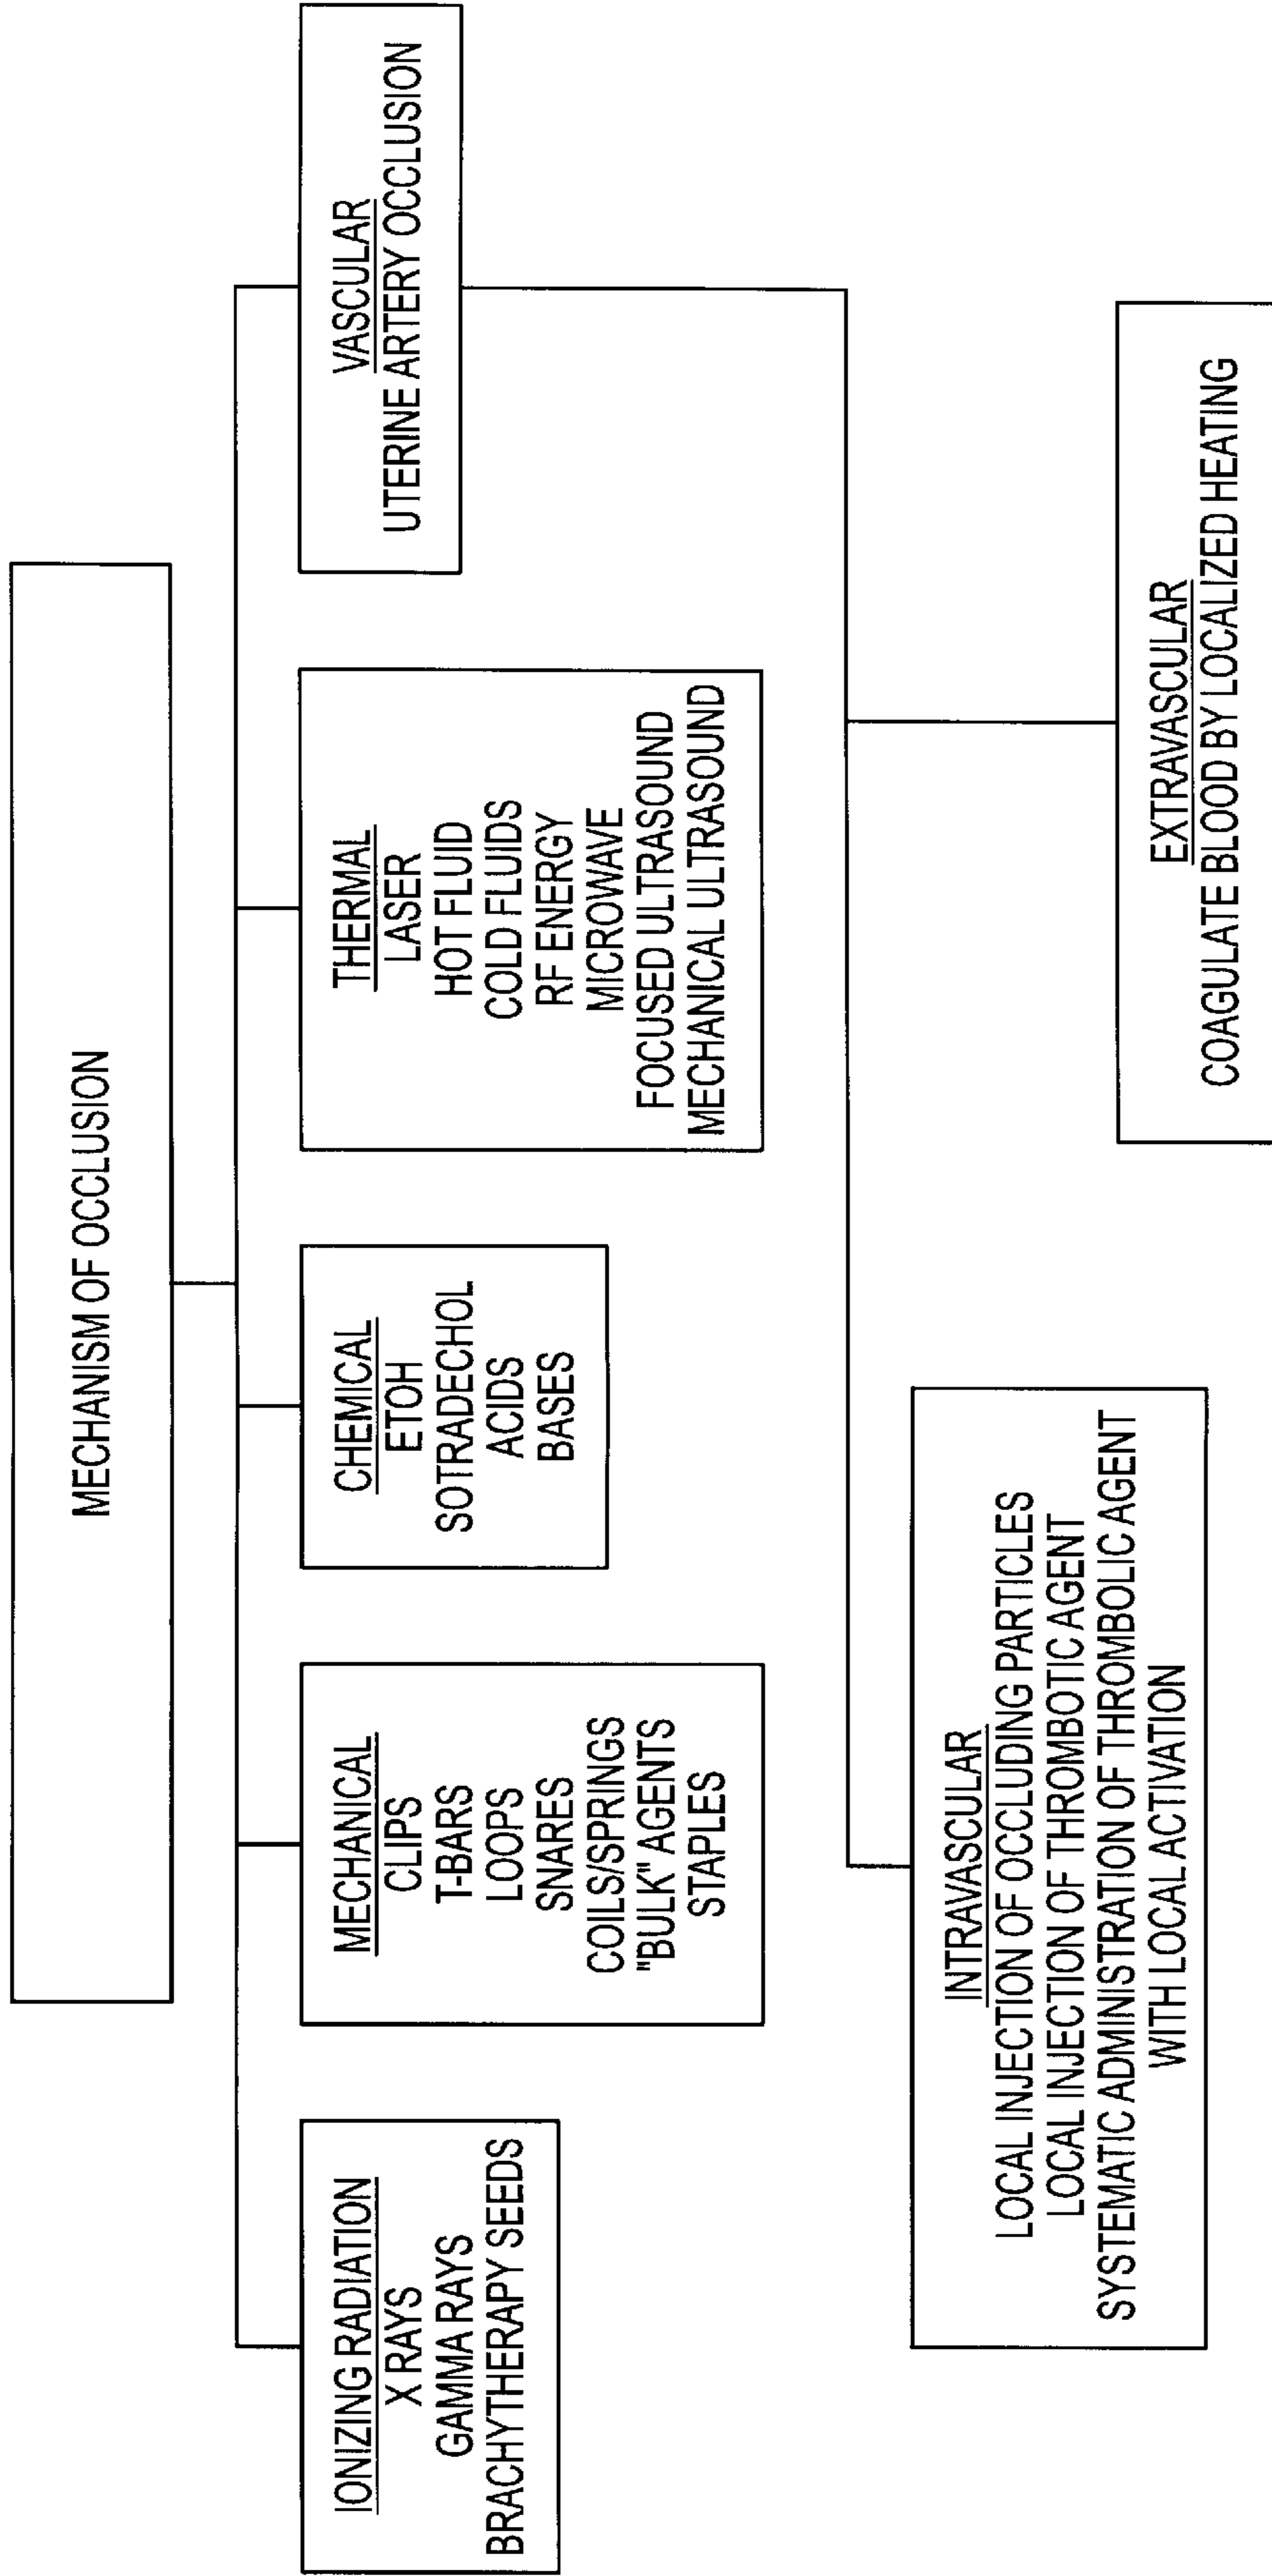 MECHANISM OF OCCLUSION
IONIZING RADIATION
X RAYS
GAMMA RAYS
BRACHYTHERAPY SEEDS
MECHANICAL
CLIPS
T-BARS
LOOPS
SNARES
COILS/SPRINGS
"BULK" AGENTS
STAPLES
CHEMICAL
ETOH
SOTRADECHOL
ACIDS
BASES
THERMAL
LASER
HOT FLUID
COLD FLUIDS
RF ENERGY
MICROWAVE
FOCUSED ULTRASOUND
MECHANICAL ULTRASOUND
VASCULAR
UTERINE ARTERY OCCLUSION
INTRAVASCULAR
LOCAL INJECTION OF OCCLUDING PARTICLES
LOCAL INJECTION OF THROMBOTIC AGENT
SYSTEMATIC ADMINISTRATION OF THROMBOLIC AGENT
WITH LOCAL ACTIVATION
EXTRAVASCULAR
COAGULATE BLOOD BY LOCALIZED HEATING